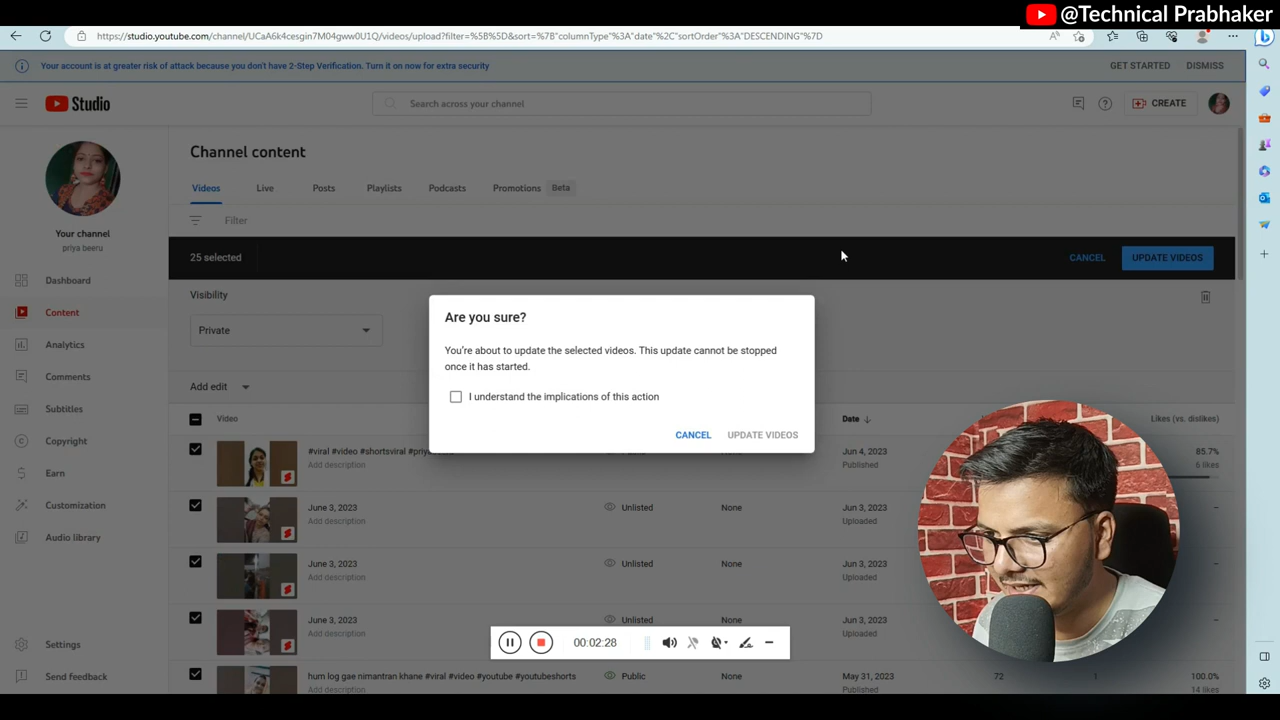 @Technical Prabhaker
https://studio.youtube.com/channel/UCaA6k4cesgin7M04gww0U1Q/videos/upload?filter=%5B%5D&sort=%7B"columnType"%3A"date"%2C"sortOrder"%3A"DESCENDING"%7D
Your account is at greater risk of attack because you don't have 2-Step Verification. Turn it on now for extra security
GET STARTED
DISMISS
Studio
Search across your channel
CREATE
Your channel
priya beeru
Dashboard
Content
Analytics
Comments
Subtitles
Copyright
Earn
Customization
Audio library
Settings
Send feedback
Channel content
Videos
Live
Posts
Playlists
Podcasts
Promotions
Beta
Filter
25 selected
CANCEL
UPDATE VIDEOS
Visibility
Private
Add edit
Are you sure?
You're about to update the selected videos. This update cannot be stopped
once it has started.
I understand the implications of this action
CANCEL
UPDATE VIDEOS
Video
Date
Likes (vs. dislikes)
#viral #video #shortsviral
Add description
Jun 4, 2023
Published
85.7%
6 likes
June 3, 2023
Add description
Unlisted
None
Jun 3, 2023
Uploaded
–
June 3, 2023
Add description
Unlisted
None
Jun 3, 2023
Uploaded
–
June 3, 2023
Add description
Unlisted
None
Jun 3, 2023
Uploaded
–
hum log gae nimantran khane #viral #video #youtube #youtubeshorts
Add description
Public
None
May 31, 2023
Published
72
1
100.0%
14 likes
00:02:28